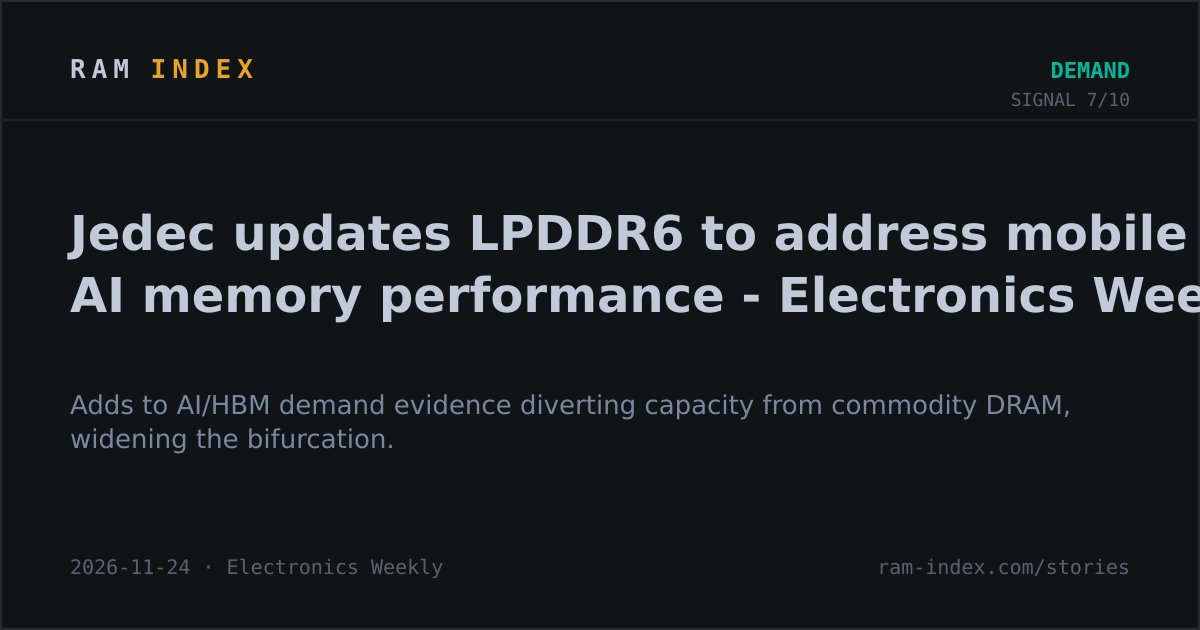 RAM INDEX
DEMAND
SIGNAL 7/10
Jedec updates LPDDR6 to address mobile
AI memory performance - Electronics Wee
Adds to AI/HBM demand evidence diverting capacity from commodity DRAM,
widening the bifurcation.
2026-11-24 · Electronics Weekly
ram-index.com/stories